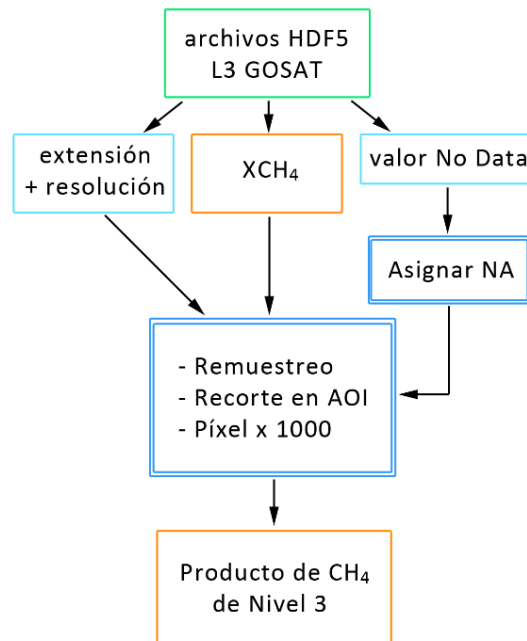 archivos HDF5
L3 GOSAT
extensión
+ resolución
XCH₄
valor No Data
Asignar NA
- Remuestreo
- Recorte en AOI
- Píxel x 1000
Producto de CH₄
de Nivel 3